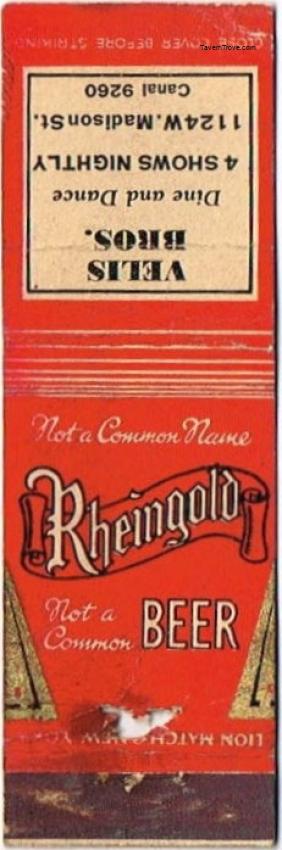 TavernTrove.com
CLOSE COVER BEFORE STRIKING
VELIS
BROS.
Dine and Dance
4 SHOWS NIGHTLY
1124 W. Madison St.
Canal 9260
Not a Common Name
Rheingold
Not a
Common
BEER
LION MATCH NEW